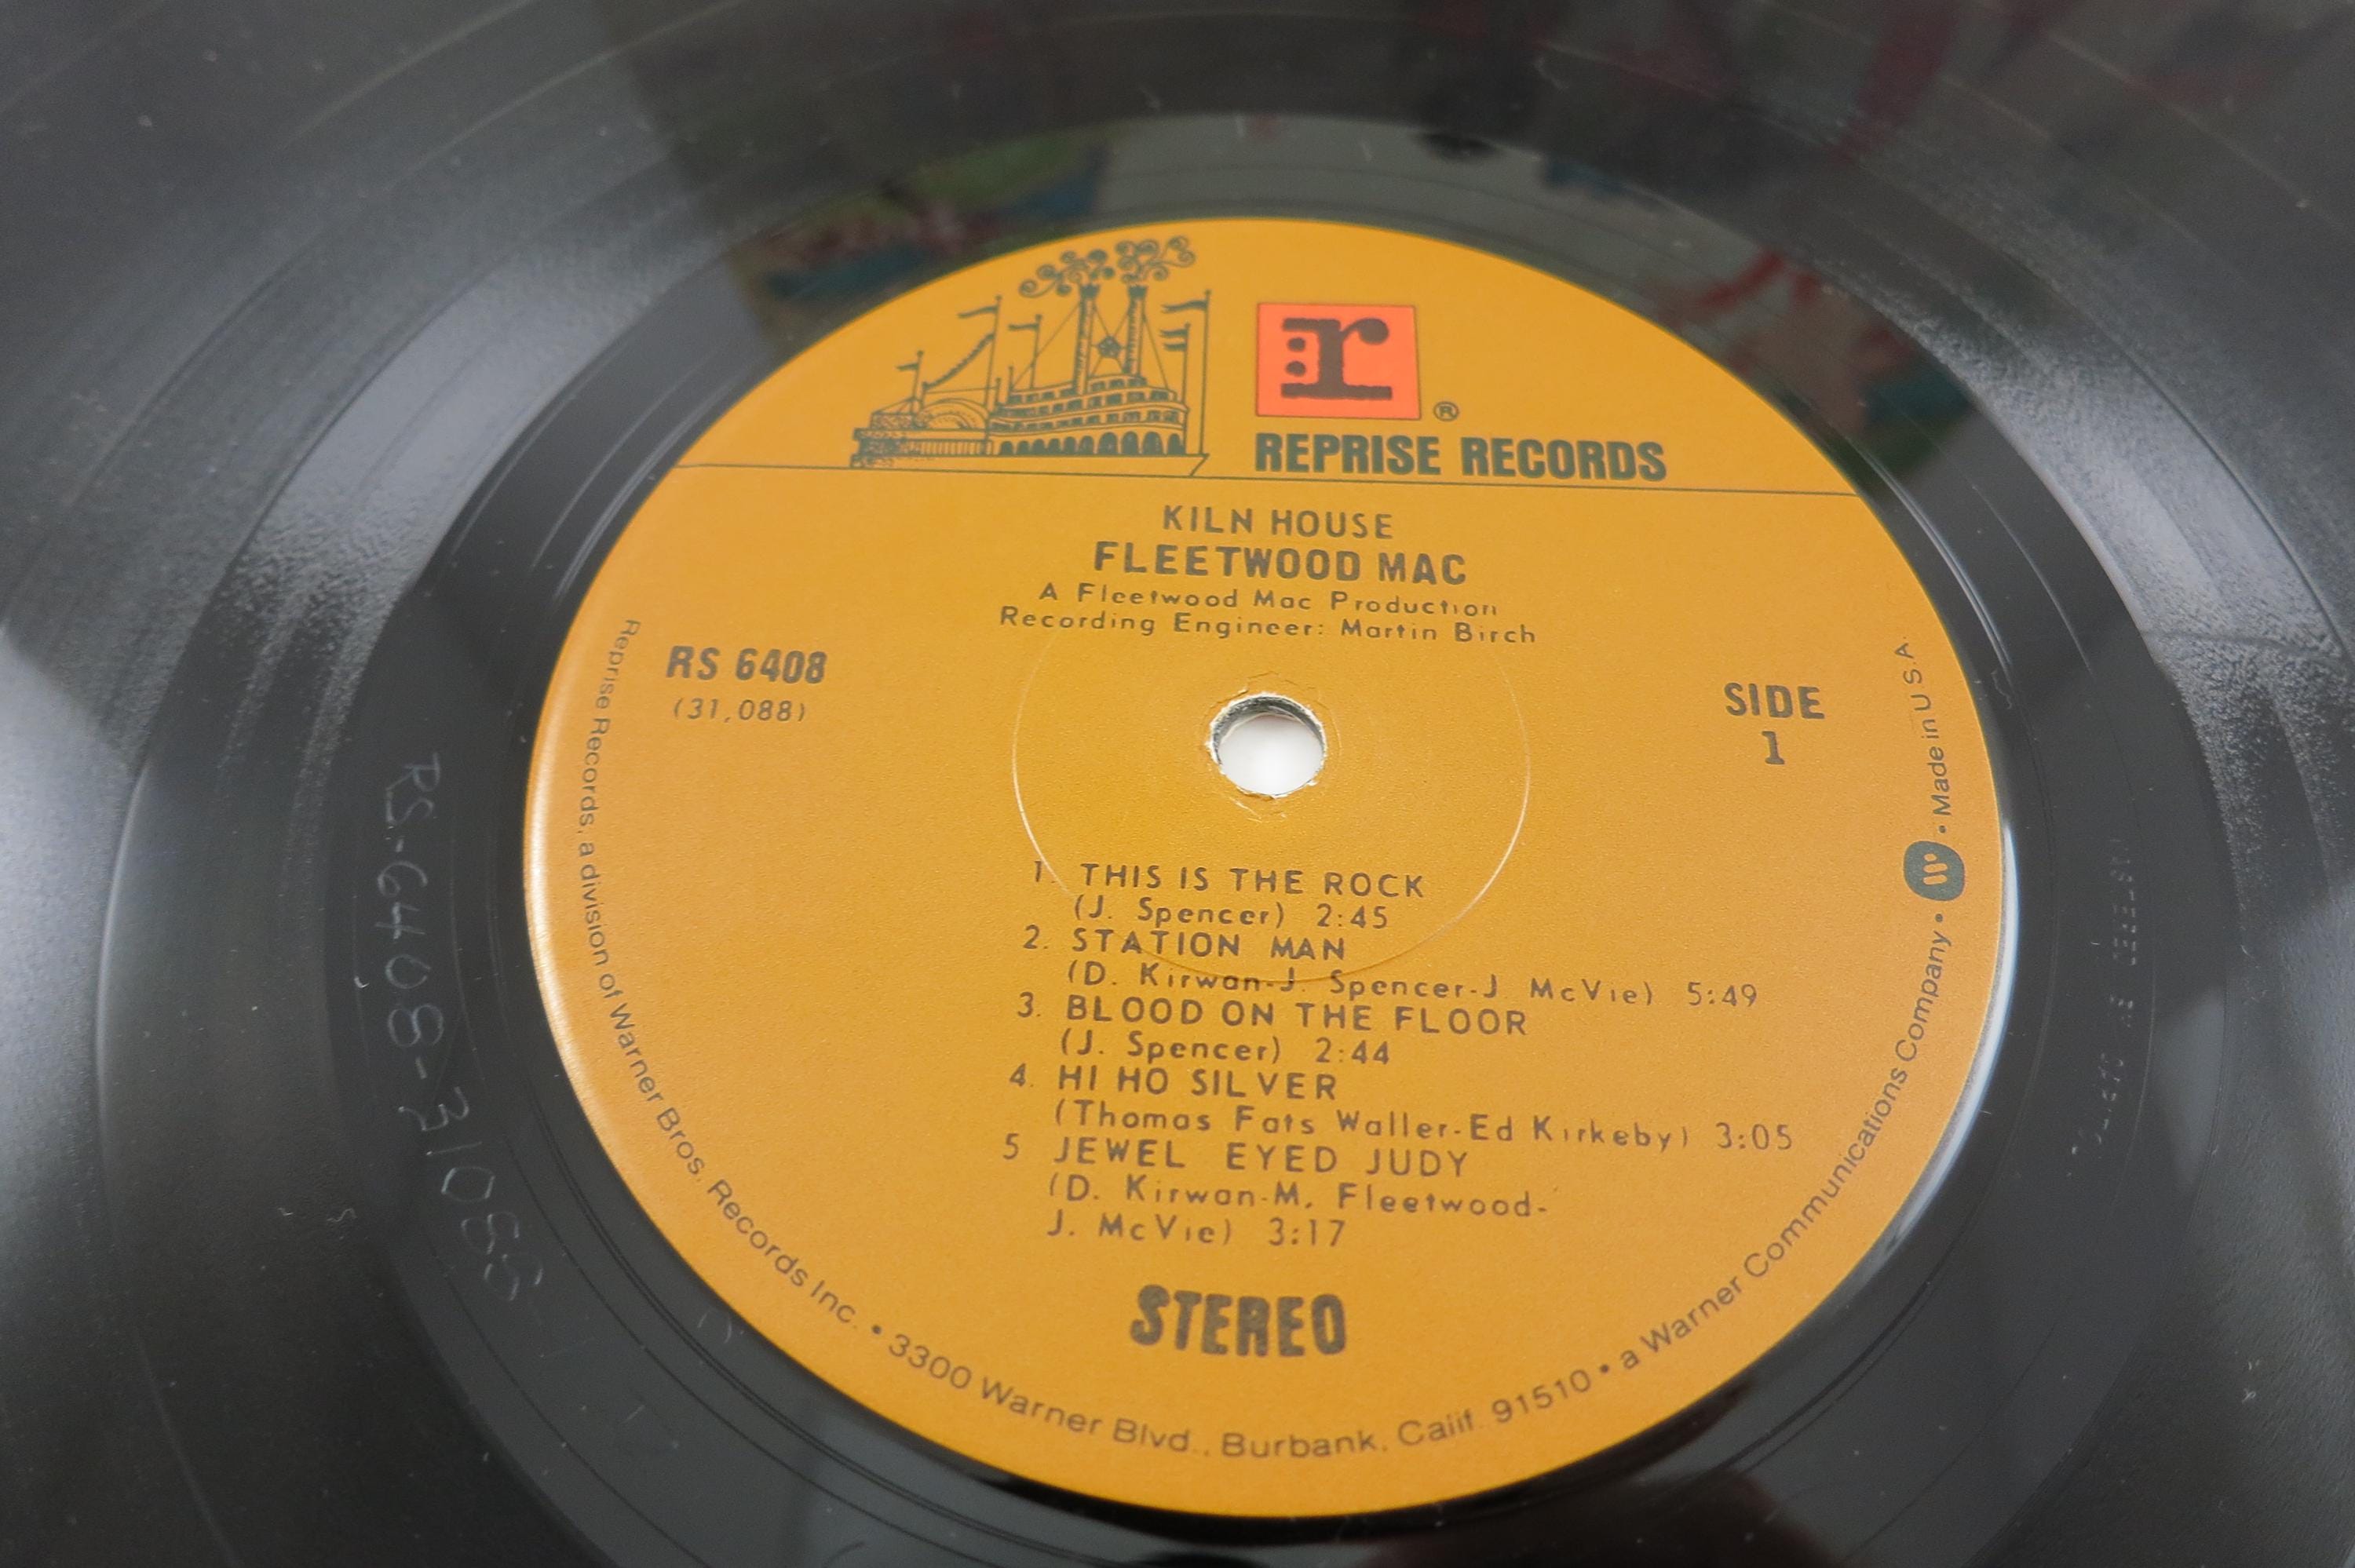 r
®
REPRISE RECORDS
KILN HOUSE
FLEETWOOD MAC
A Fleetwood Mac Production
Recording Engineer: Martin Birch
RS 6408
(31,088)
SIDE
1
1. THIS IS THE ROCK
(J. Spencer) 2:45
2. STATION MAN
(D. Kirwan-J. Spencer-J McVie) 5:49
3. BLOOD ON THE FLOOR
(J. Spencer) 2:44
4. HI HO SILVER
(Thomas Fats Waller-Ed Kirkeby) 3:05
5 JEWEL EYED JUDY
(D. Kirwan-M. Fleetwood-
J. McVie) 3:17
STEREO
Reprise Records, a division of Warner Bros. Records Inc. • 3300 Warner Blvd., Burbank, Calif. 91510 • a Warner Communications Company • W • Made in U.S.A.